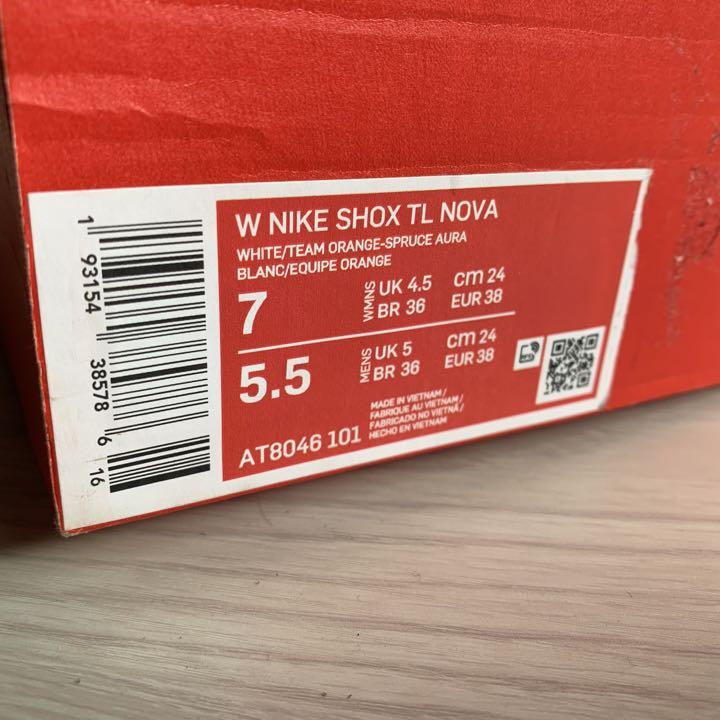 W NIKE SHOX TL NOVA
WHITE/TEAM ORANGE-SPRUCE AURA
BLANC/EQUIPE ORANGE
7 WMNS UK 4.5 cm 24
BR 36 EUR 38
5.5 MENS UK 5 cm 24
BR 36 EUR 38
AT8046 101
MADE IN VIETNAM /
FABRIQUE AU VIETNAM /
FABRICADO NO VIETNÃ /
HECHO EN VIETNAM
1 93154 38578 6 16